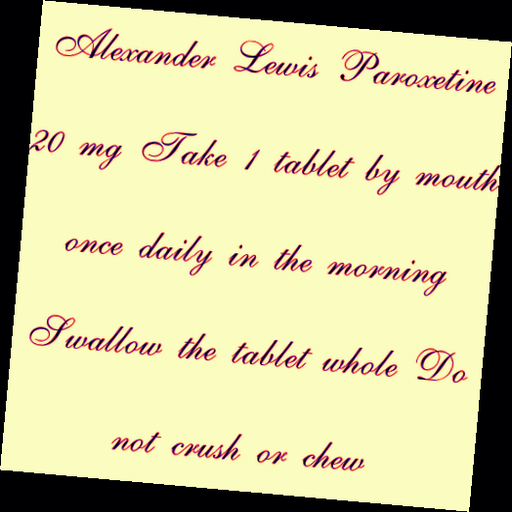 Alexander Lewis Paroxetine
20 mg Take 1 tablet by mouth
once daily in the morning
Swallow the tablet whole Do
not crush or chew